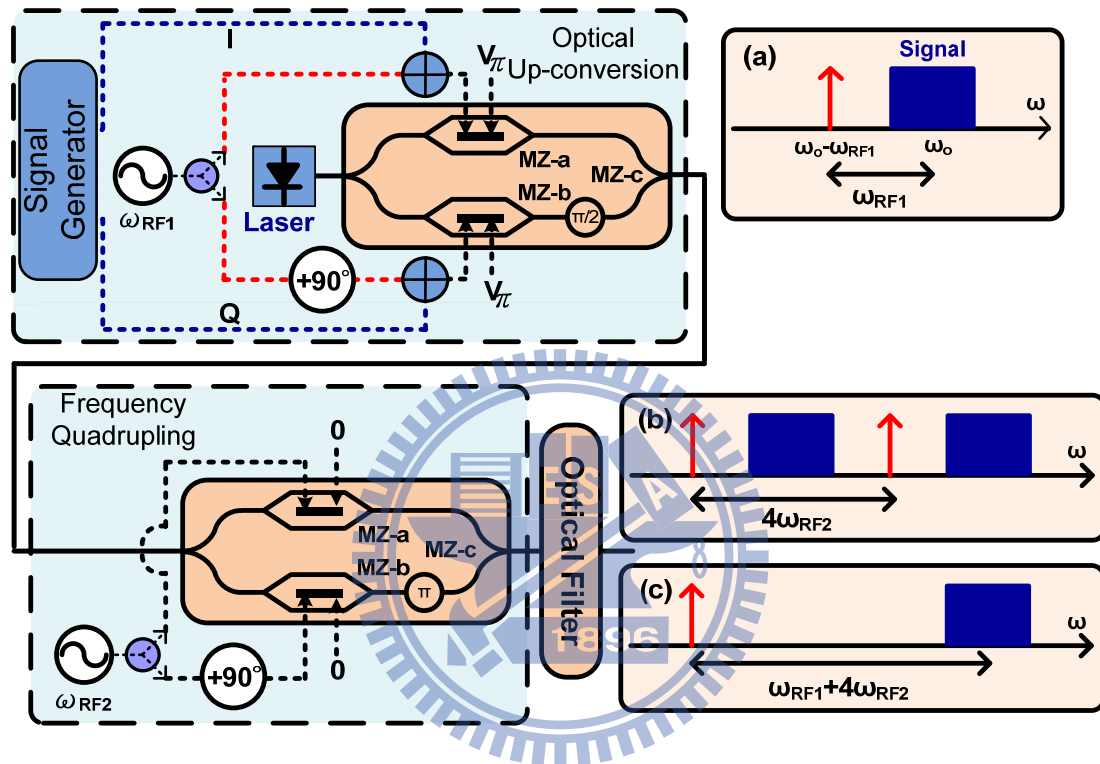 I
Optical
Up-conversion
Vπ
Signal
Generator
ωRF1
Laser
MZ-a
MZ-b
MZ-c
π/2
+90°
Vπ
Q
(a)
Signal
ω
ωo-ωRF1
ωo
ωRF1
Frequency
Quadrupling
0
MZ-a
MZ-b
MZ-c
π
ωRF2
+90°
0
Optical Filter
(b)
ω
4ωRF2
(c)
ω
ωRF1+4ωRF2
ES
A
1896